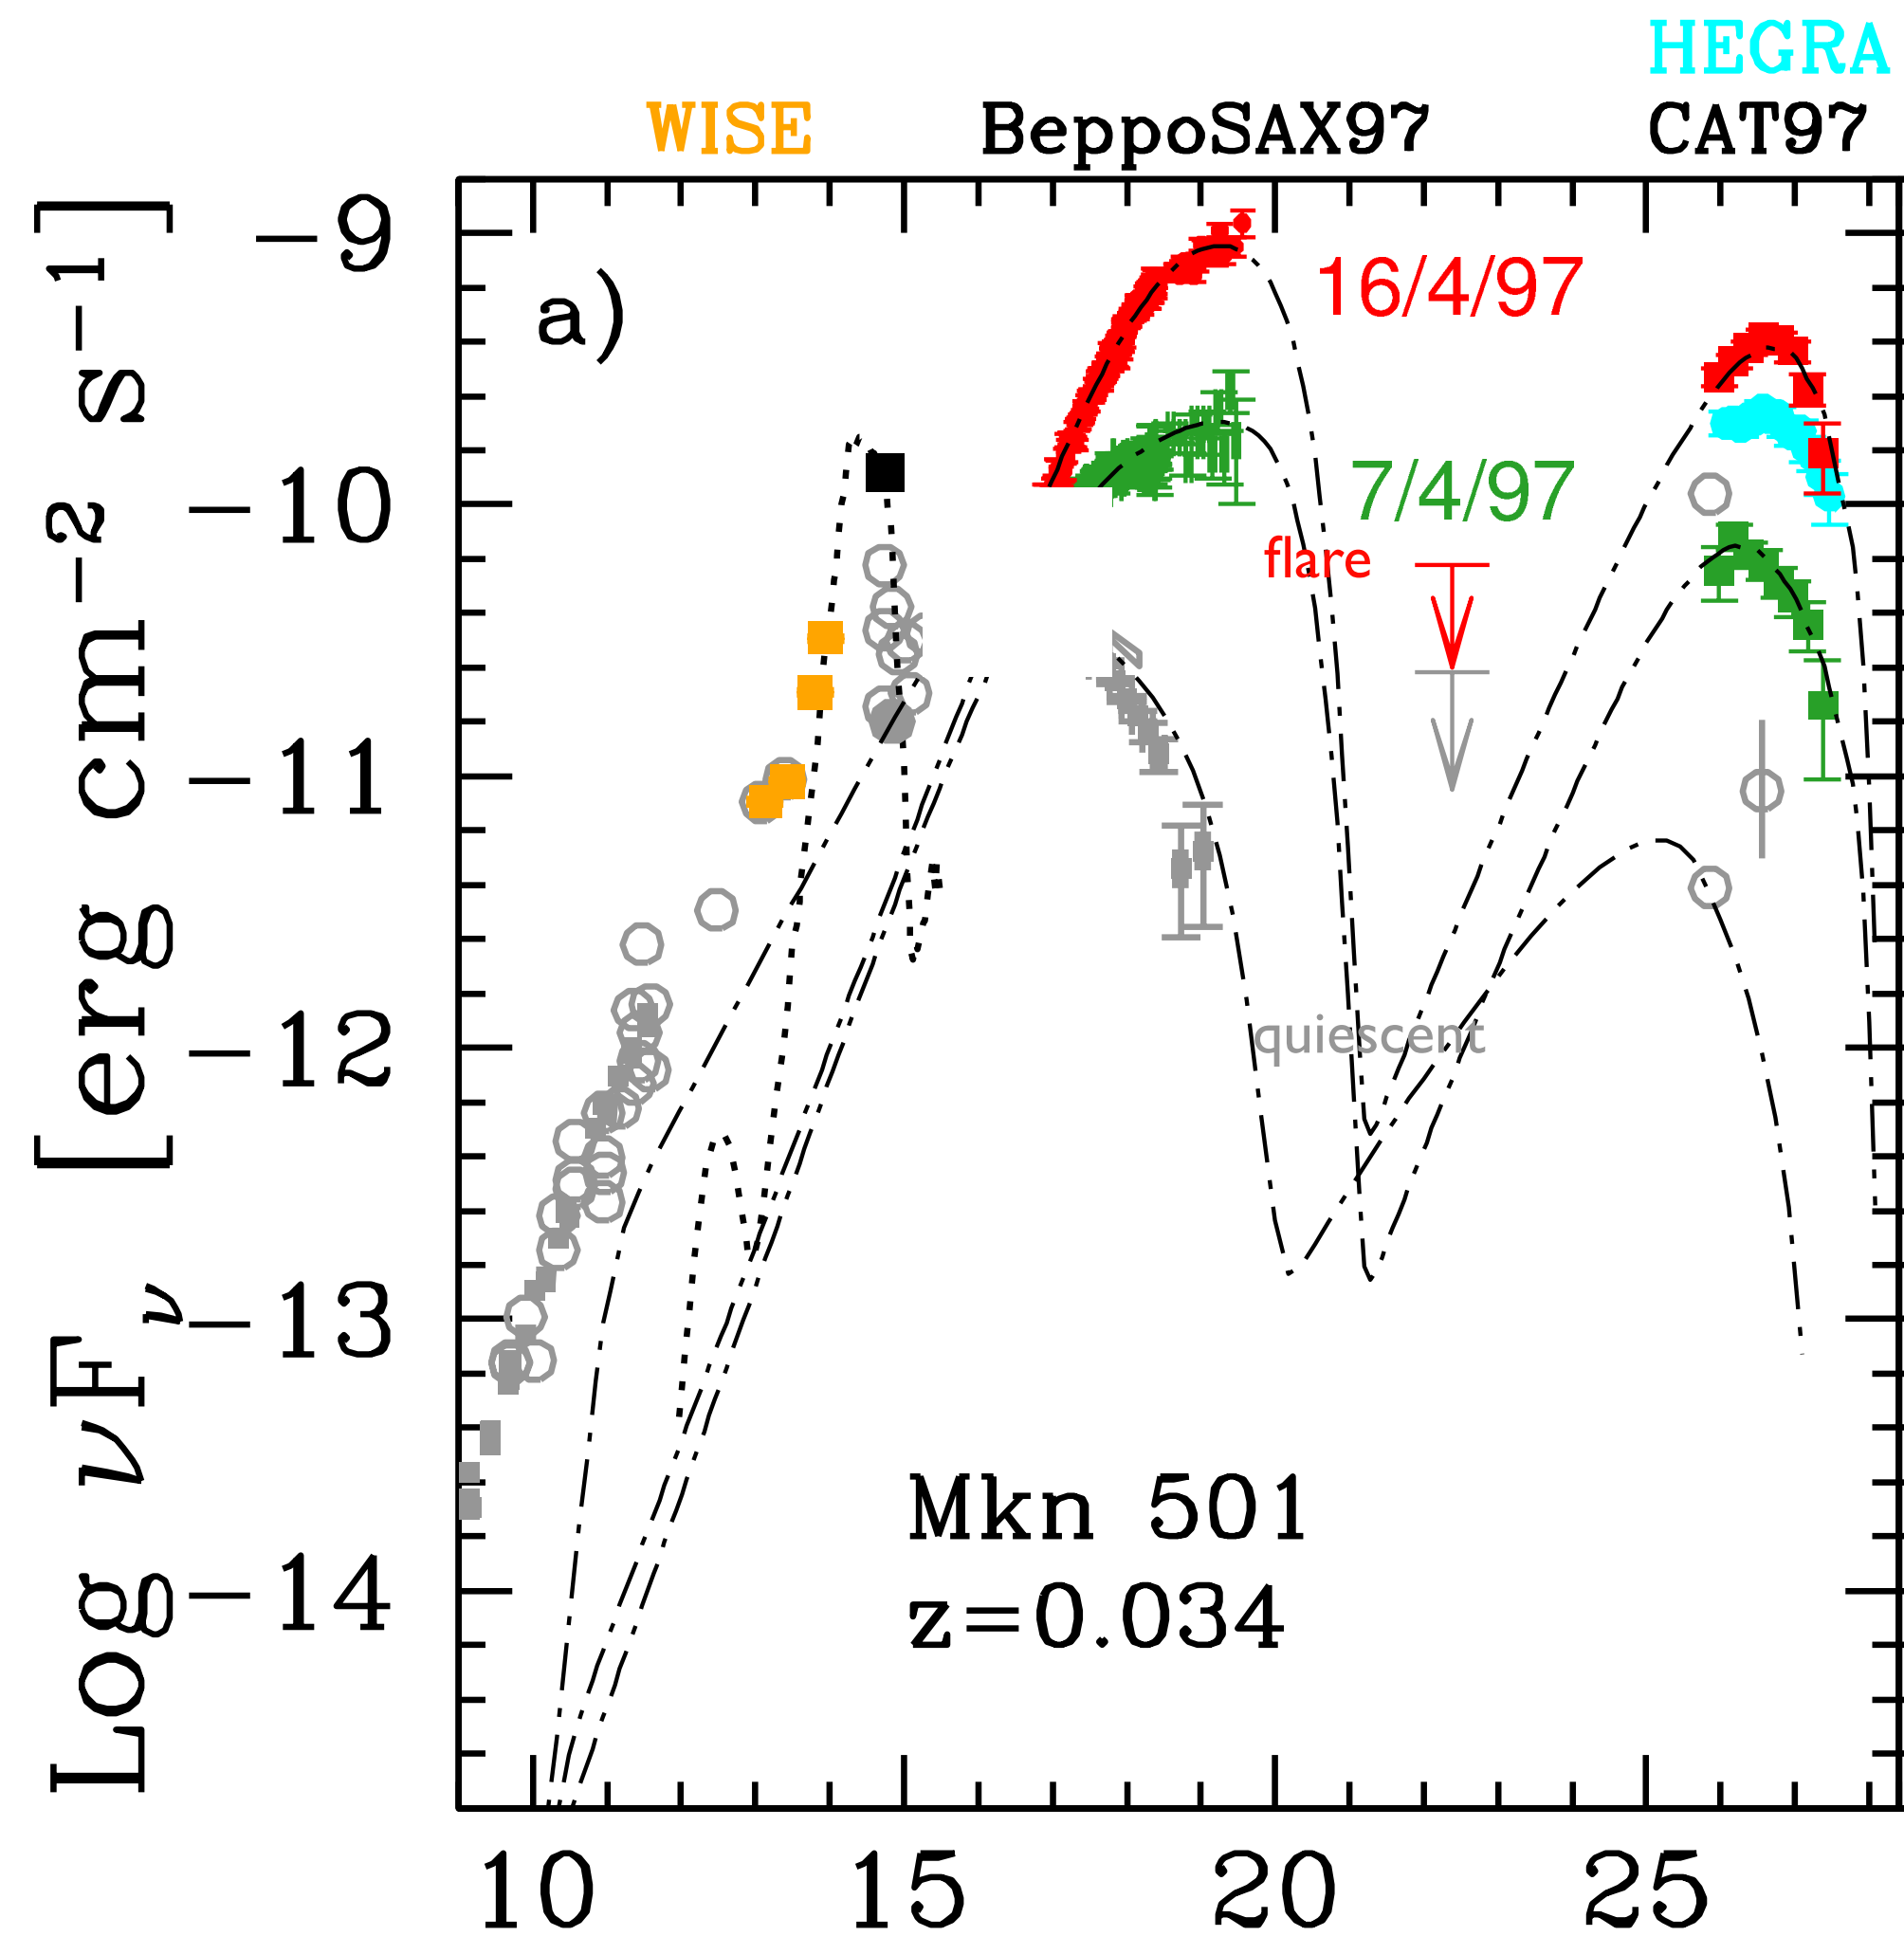 HEGRA
WISE
BeppoSAX97
CAT97
Log νFν [erg cm−2 s−1]
−9
−10
−11
−12
−13
−14
a)
16/4/97
7/4/97
flare
quiescent
Mkn 501
z=0.034
10
15
20
25